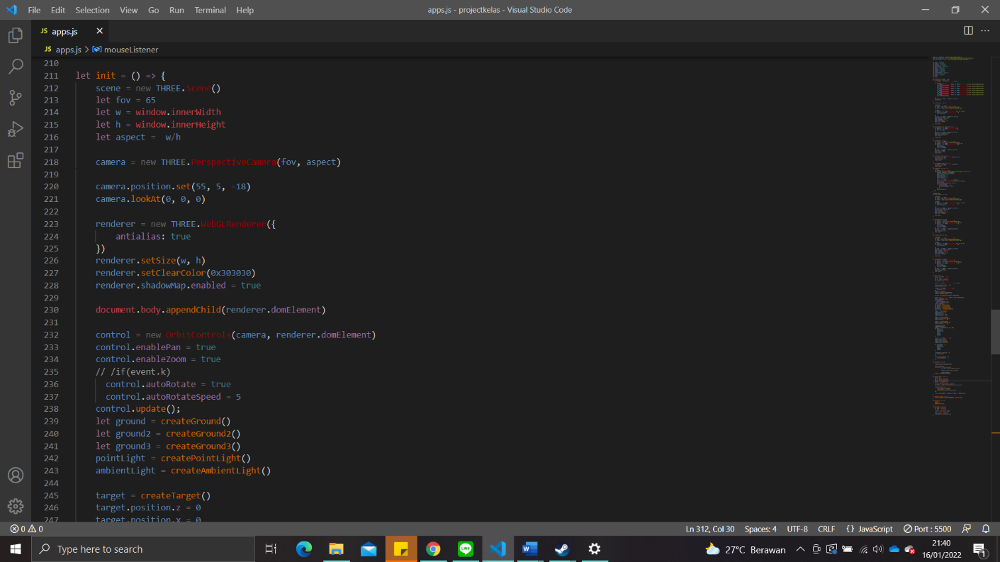 File Edit Selection View Go Run Terminal Help
apps.js - projectkelas - Visual Studio Code
JS apps.js
JS apps.js > mouseListener
210
211 let init = () => {
212 scene = new THREE.Scene()
213 let fov = 65
214 let w = window.innerWidth
215 let h = window.innerHeight
216 let aspect =  w/h
217
218 camera = new THREE.PerspectiveCamera(fov, aspect)
219
220 camera.position.set(55, 5, -18)
221 camera.lookAt(0, 0, 0)
222
223 renderer = new THREE.WebGLRenderer({
224 antialias: true
225 })
226 renderer.setSize(w, h)
227 renderer.setClearColor(0x303030)
228 renderer.shadowMap.enabled = true
229
230 document.body.appendChild(renderer.domElement)
231
232 control = new OrbitControls(camera, renderer.domElement)
233 control.enablePan = true
234 control.enableZoom = true
235 // /if(event.k)
236 control.autoRotate = true
237 control.autoRotateSpeed = 5
238 control.update();
239 let ground = createGround()
240 let ground2 = createGround2()
241 let ground3 = createGround3()
242 pointLight = createPointLight()
243 ambientLight = createAmbientLight()
244
245 target = createTarget()
246 target.position.z = 0
247 target.position.x = 0
0 0 Ln 312, Col 30 Spaces: 4 UTF-8 CRLF {} JavaScript Port : 5500
Type here to search
27°C Berawan
21:40
16/01/2022
1